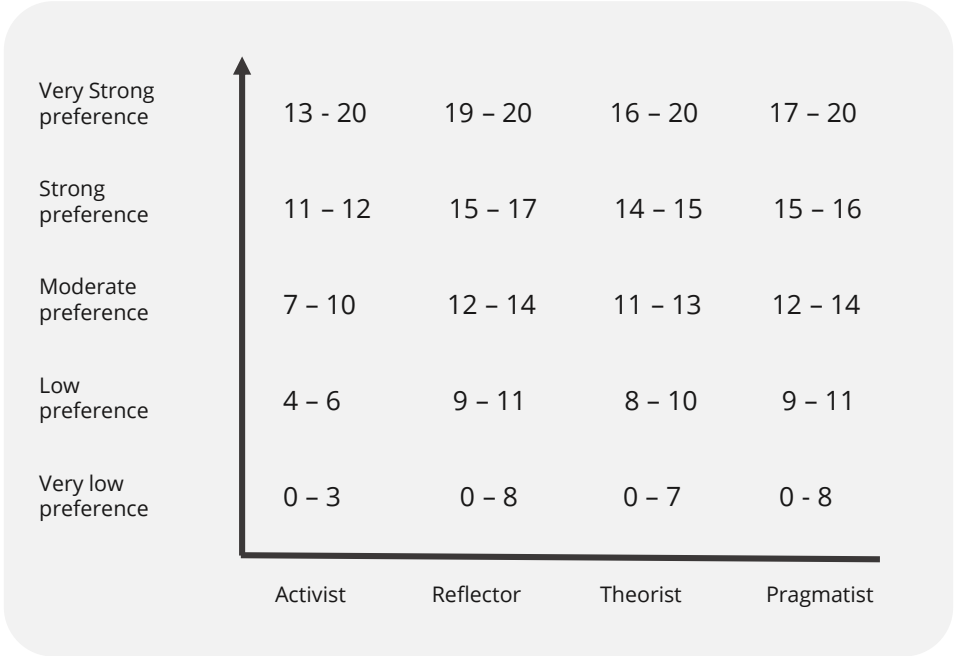 Very Strong
preference
13 - 20
19 – 20
16 – 20
17 – 20
Strong
preference
11 – 12
15 – 17
14 – 15
15 – 16
Moderate
preference
7 – 10
12 – 14
11 – 13
12 – 14
Low
preference
4 – 6
9 – 11
8 – 10
9 – 11
Very low
preference
0 – 3
0 – 8
0 – 7
0 - 8
Activist
Reflector
Theorist
Pragmatist